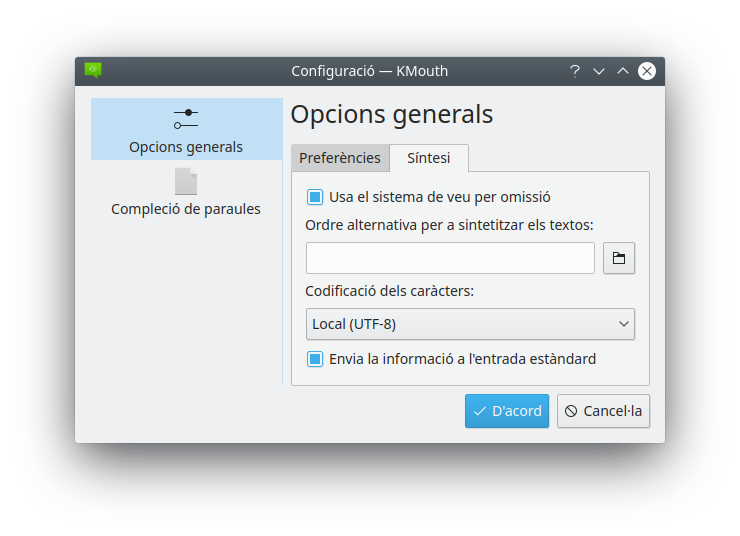 Configuració — KMouth
Opcions generals
Compleció de paraules
Opcions generals
Preferències
Síntesi
Usa el sistema de veu per omissió
Ordre alternativa per a sintetitzar els textos:
Codificació dels caràcters:
Local (UTF-8)
Envia la informació a l'entrada estàndard
D'acord
Cancel·la